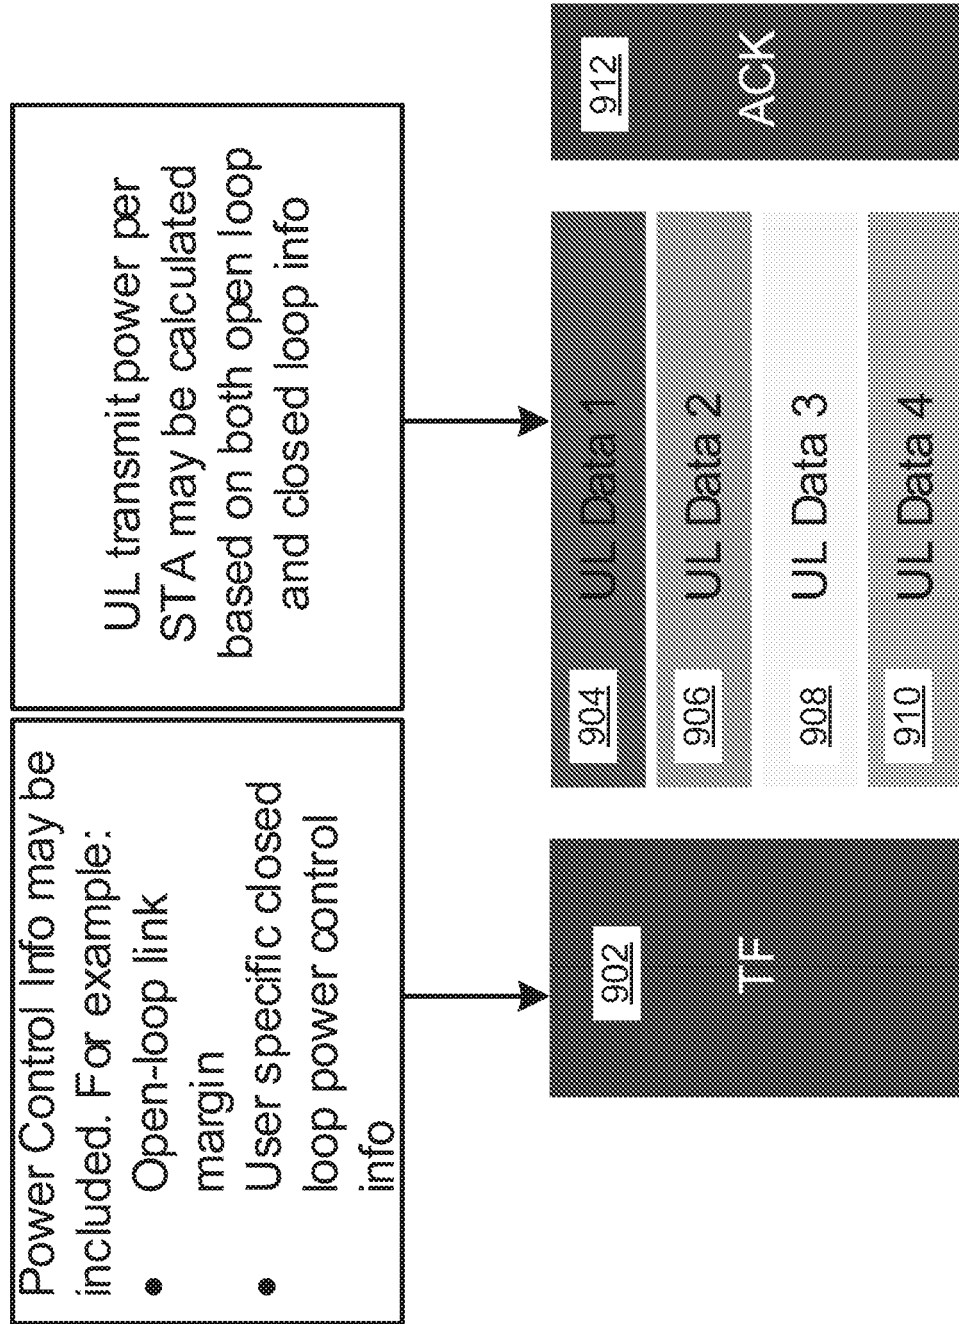 Power Control Info may be
included. For example:
• Open-loop link
margin
• User specific closed
loop power control
info
UL transmit power per
STA may be calculated
based on both open loop
and closed loop info
902
TF
904
UL Data 1
906
UL Data 2
908
UL Data 3
910
UL Data 4
912
ACK